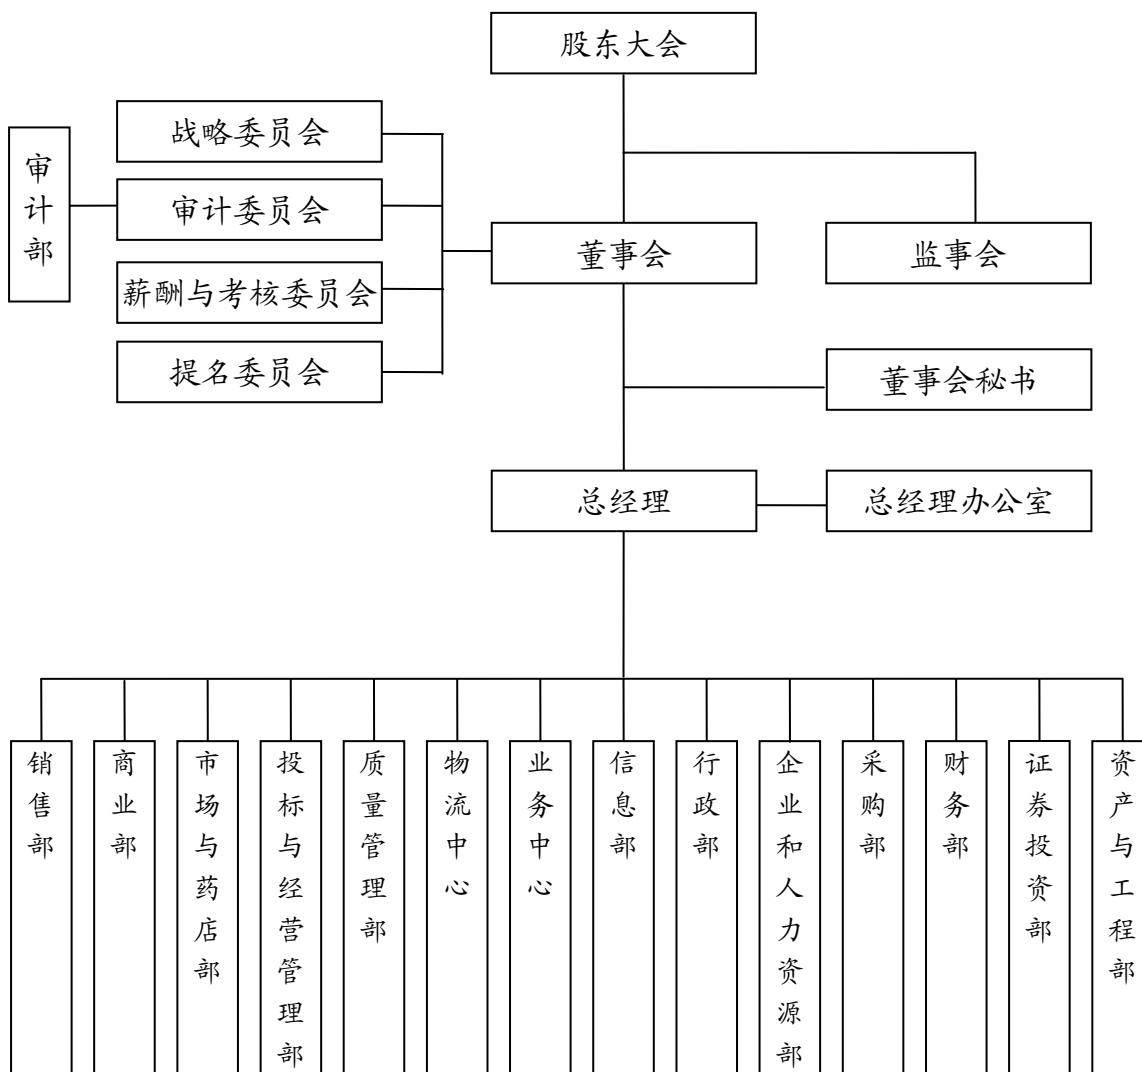 股东大会
战略委员会
审计部
审计委员会
董事会
监事会
薪酬与考核委员会
提名委员会
董事会秘书
总经理
总经理办公室
销售部
商业部
市场与药店部
投标与经营管理部
质量管理部
物流中心
业务中心
信息部
行政部
企业和人力资源部
采购部
财务部
证券投资部
资产与工程部